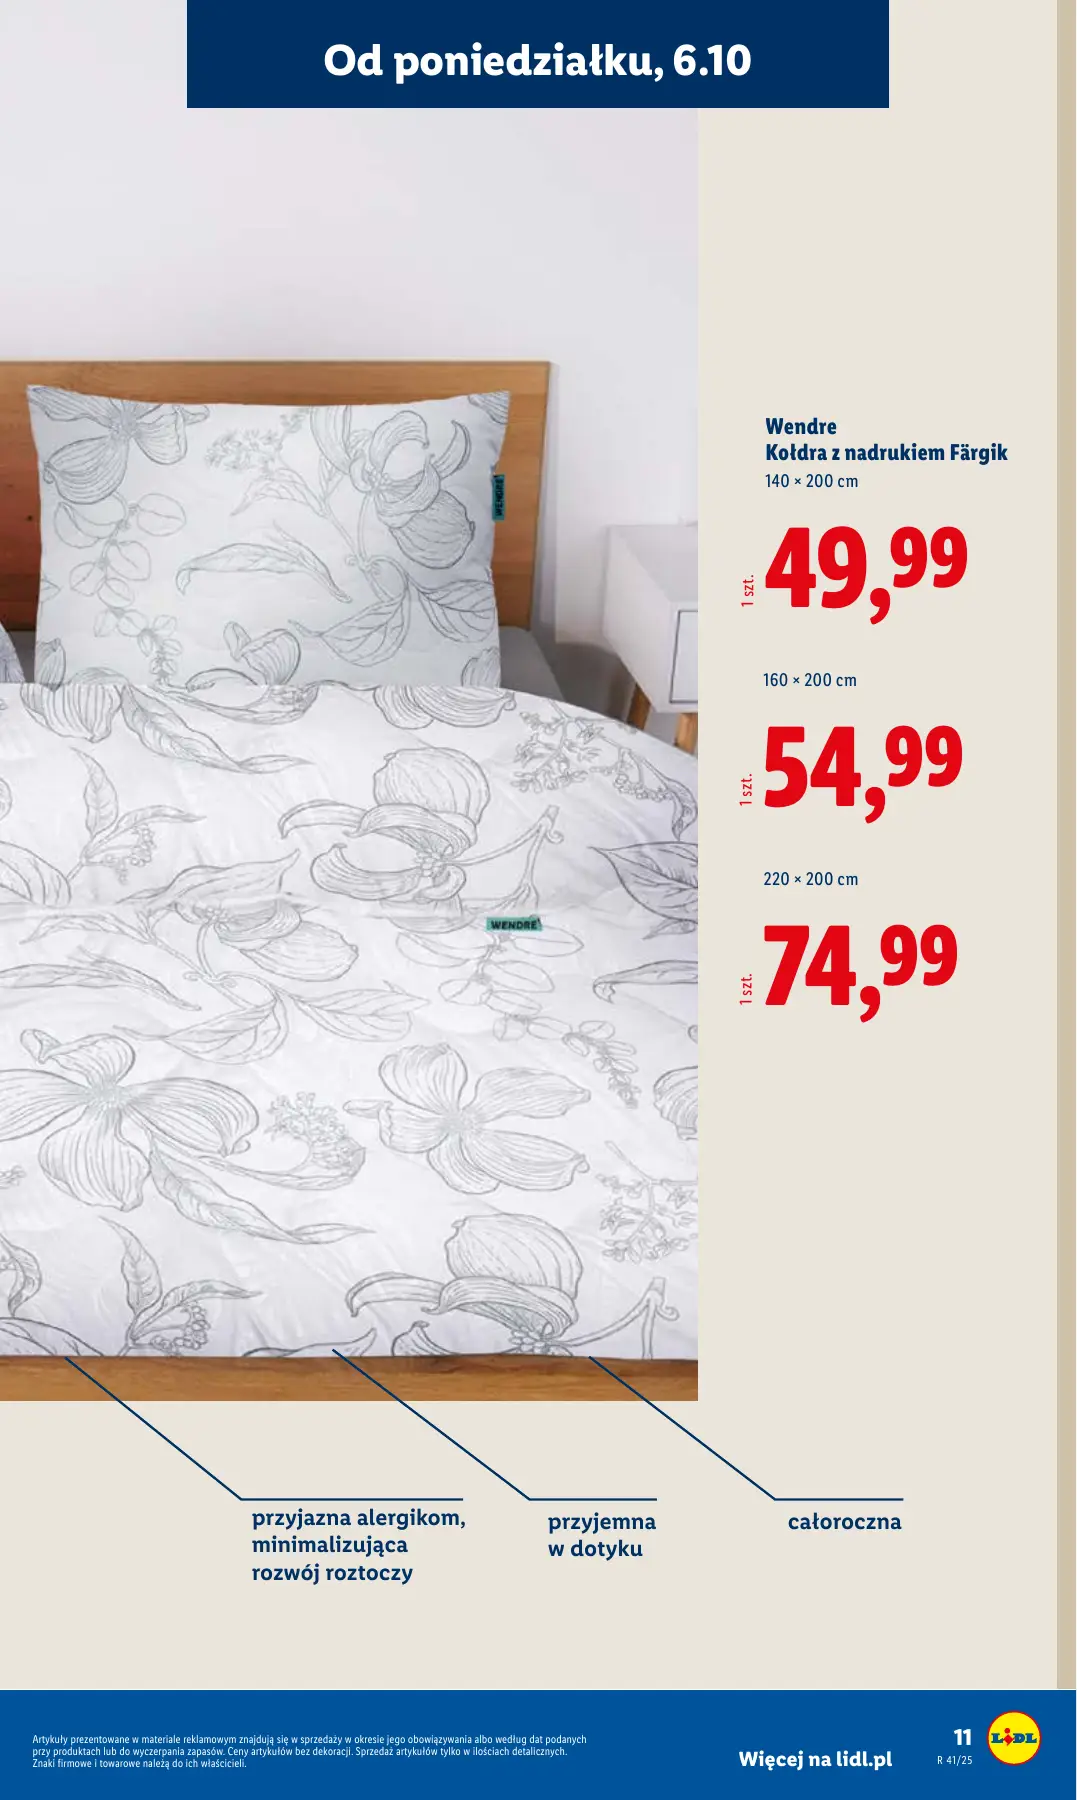 Od poniedziałku, 6.10
Wendre
Kołdra z nadrukiem Färgik
140 × 200 cm
1 szt.
49,99
160 × 200 cm
1 szt.
54,99
220 × 200 cm
1 szt.
74,99
WENDRE
WENDRE
przyjazna alergikom,
minimalizująca
rozwój roztoczy
przyjemna
w dotyku
całoroczna
Artykuły prezentowane w materiale reklamowym znajdują się w sprzedaży w okresie jego obowiązywania albo według dat podanych
przy produktach lub do wyczerpania zapasów. Ceny artykułów bez dekoracji. Sprzedaż artykułów tylko w ilościach detalicznych.
Znaki firmowe i towarowe należą do ich właścicieli.
Więcej na lidl.pl
11
R 41/25
LIDL